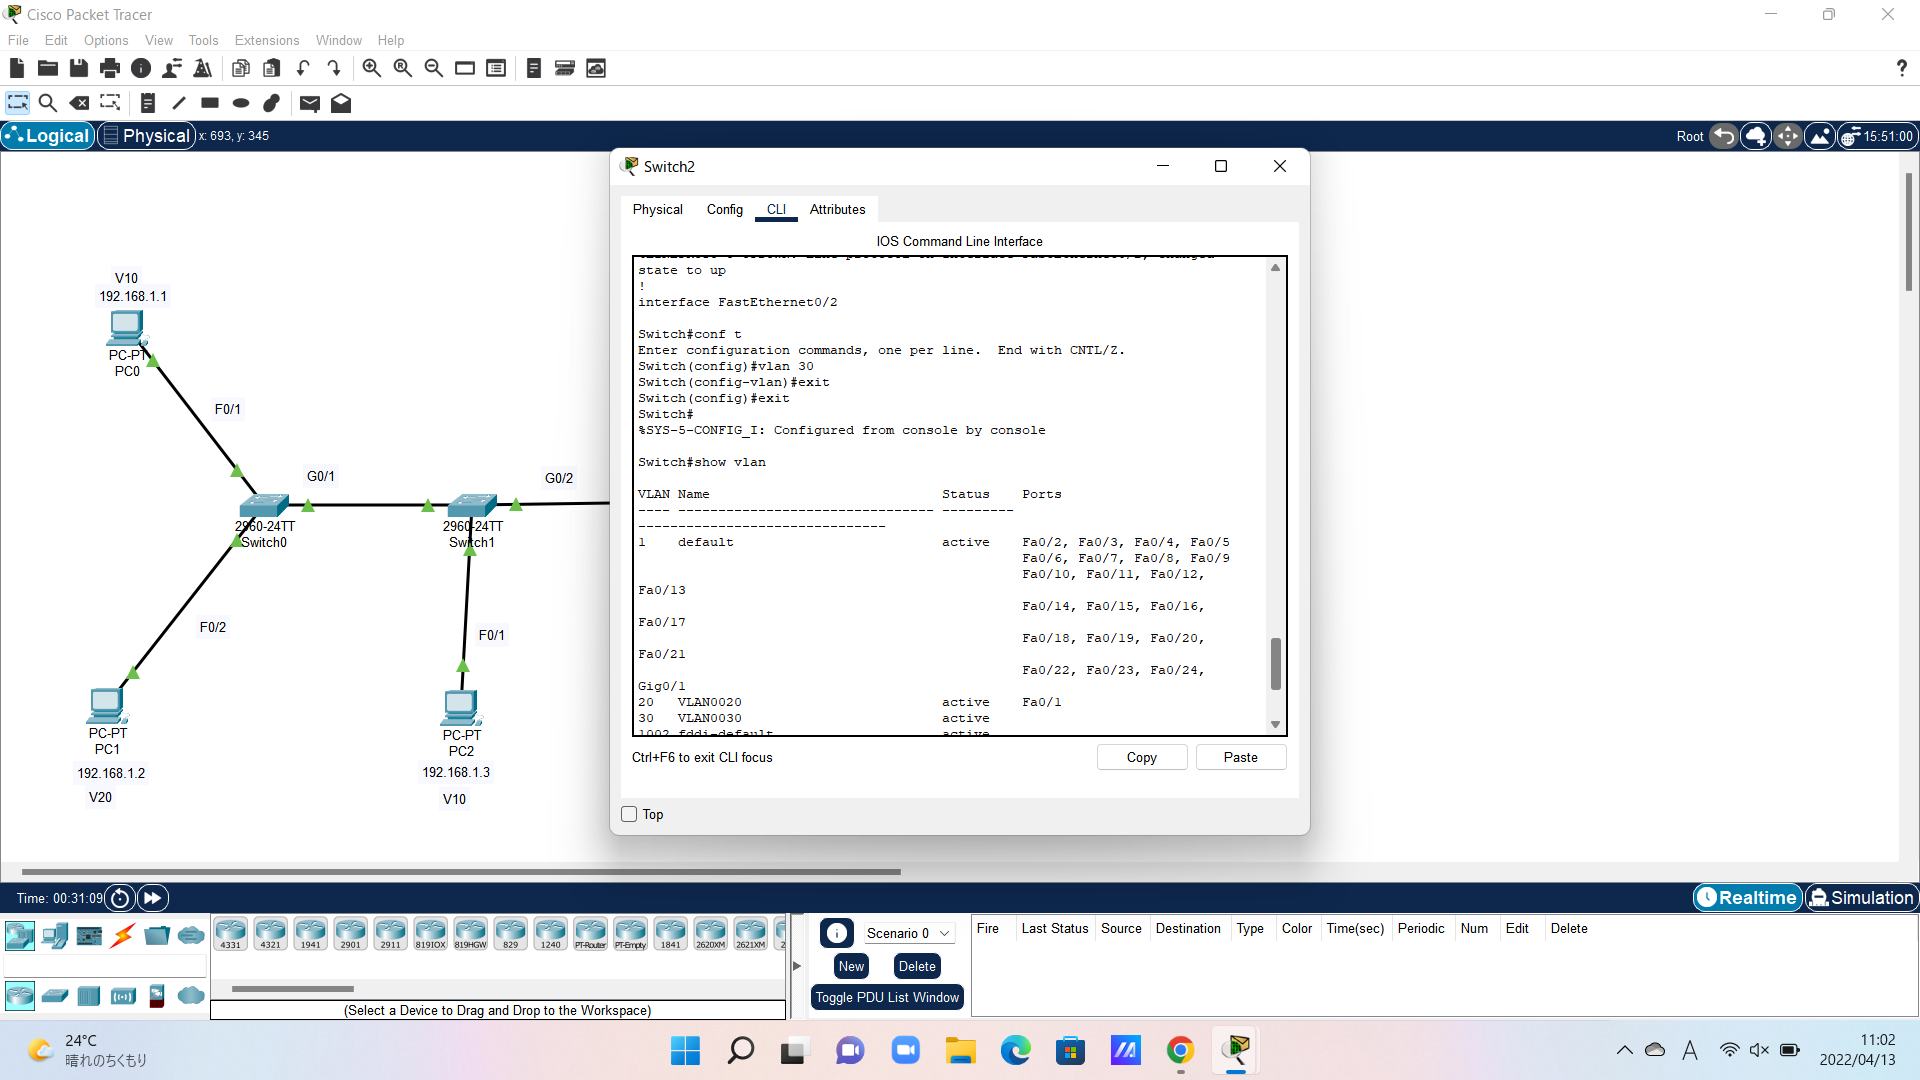 Cisco Packet Tracer
File Edit Options View Tools Extensions Window Help
?
Logical Physical x: 693, y: 345
Root 15:51:00
V10
192.168.1.1
PC-PT
PC0
F0/1
G0/1
G0/2
2960-24TT
Switch0
2960-24TT
Switch1
F0/2
F0/1
PC-PT
PC1
192.168.1.2
V20
PC-PT
PC2
192.168.1.3
V10
Switch2
Physical Config CLI Attributes
IOS Command Line Interface
state to up
!
interface FastEthernet0/2
Switch#conf t
Enter configuration commands, one per line. End with CNTL/Z.
Switch(config)#vlan 30
Switch(config-vlan)#exit
Switch(config)#exit
Switch#
%SYS-5-CONFIG_I: Configured from console by console
Switch#show vlan
VLAN Name Status Ports
---- -------------------------------- ---------
-------------------------------
1 default active Fa0/2, Fa0/3, Fa0/4, Fa0/5
Fa0/6, Fa0/7, Fa0/8, Fa0/9
Fa0/10, Fa0/11, Fa0/12,
Fa0/13
Fa0/14, Fa0/15, Fa0/16,
Fa0/17
Fa0/18, Fa0/19, Fa0/20,
Fa0/21
Fa0/22, Fa0/23, Fa0/24,
Gig0/1
20 VLAN0020 active Fa0/1
30 VLAN0030 active
1002 fddi-default active
Ctrl+F6 to exit CLI focus
Copy Paste
Top
Time: 00:31:09
Realtime Simulation
4331 4321 1941 2901 2911 819IOX 819HGW 829 1240 PT-Router PT-Empty 1841 2620XM 2621XM
(Select a Device to Drag and Drop to the Workspace)
Scenario 0
New Delete
Toggle PDU List Window
Fire Last Status Source Destination Type Color Time(sec) Periodic Num Edit Delete
24°C
晴れのちくもり
A
11:02
2022/04/13